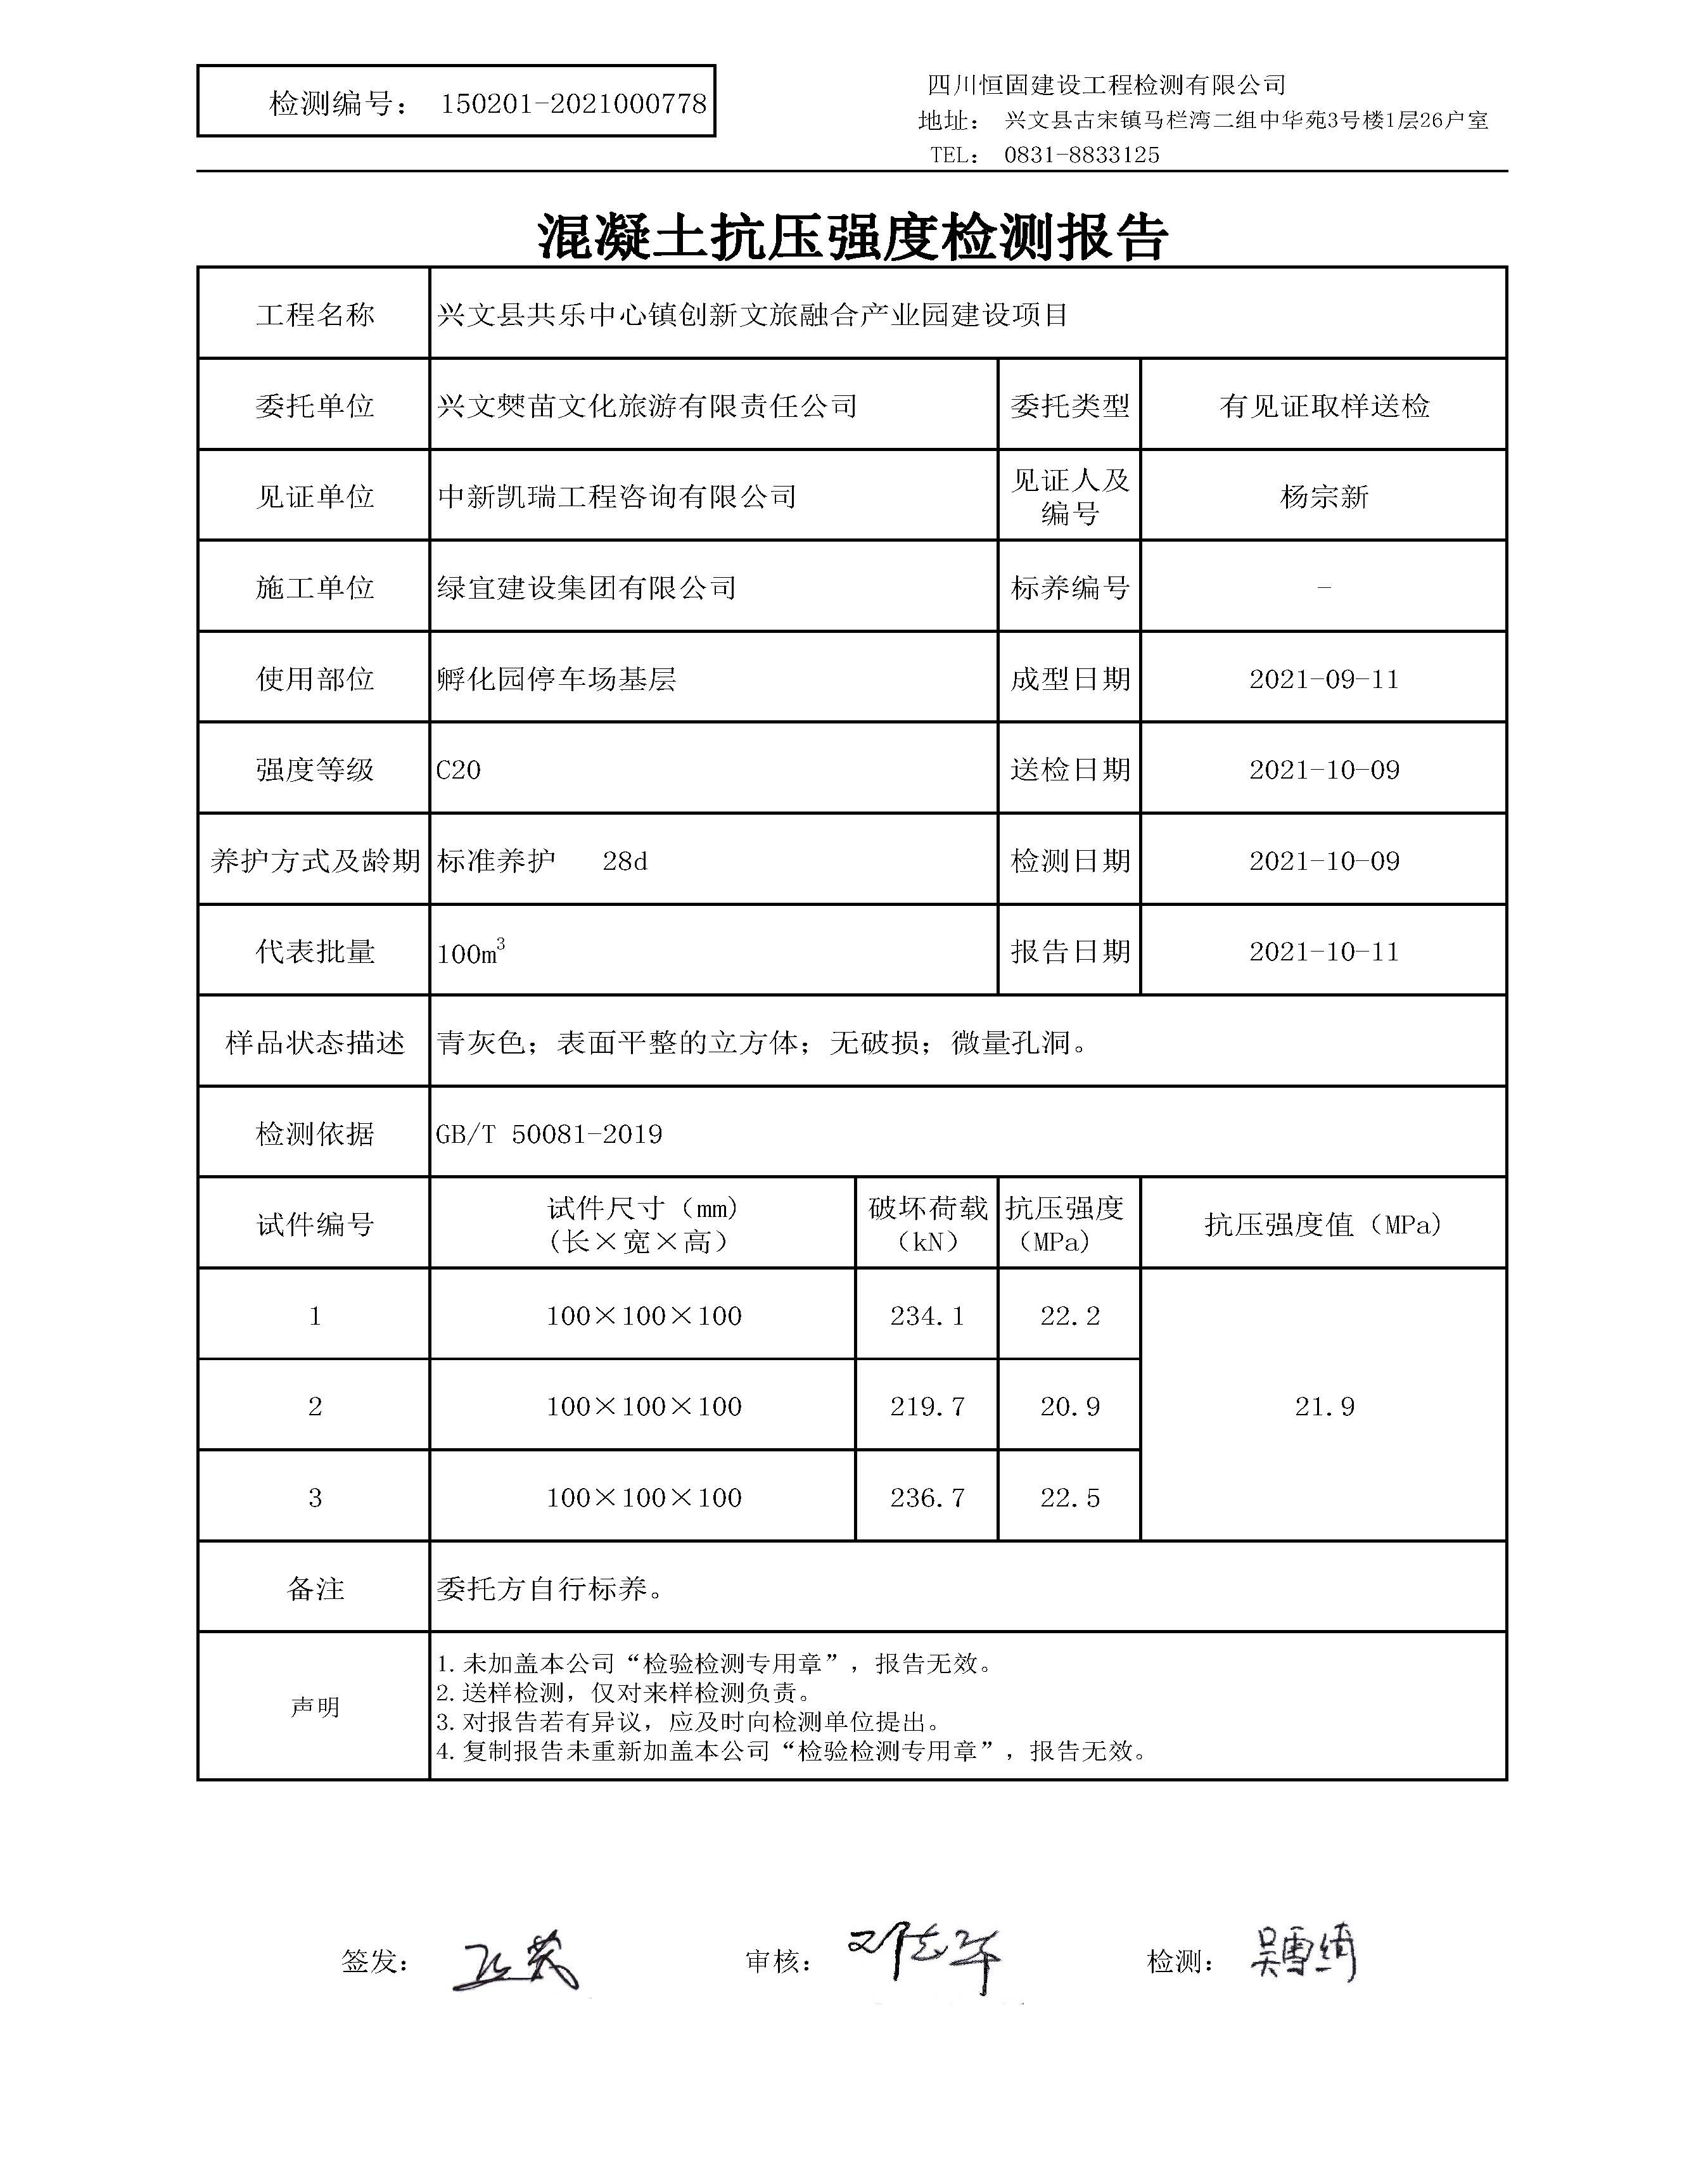 检测编号： 150201-2021000778
四川恒固建设工程检测有限公司
地址： 兴文县古宋镇马栏湾二组中华苑3号楼1层26户室
TEL： 0831-8833125
混凝土抗压强度检测报告
工程名称 兴文县共乐中心镇创新文旅融合产业园建设项目
委托单位 兴文僰苗文化旅游有限责任公司 委托类型 有见证取样送检
见证单位 中新凯瑞工程咨询有限公司 见证人及编号 杨宗新
施工单位 绿宜建设集团有限公司 标养编号 -
使用部位 孵化园停车场基层 成型日期 2021-09-11
强度等级 C20 送检日期 2021-10-09
养护方式及龄期 标准养护 28d 检测日期 2021-10-09
代表批量 100m³ 报告日期 2021-10-11
样品状态描述 青灰色；表面平整的立方体；无破损；微量孔洞。
检测依据 GB/T 50081-2019
试件编号 试件尺寸（mm)(长×宽×高） 破坏荷载（kN） 抗压强度（MPa） 抗压强度值（MPa）
1 100×100×100 234.1 22.2
2 100×100×100 219.7 20.9 21.9
3 100×100×100 236.7 22.5
备注 委托方自行标养。
声明
1.未加盖本公司“检验检测专用章”，报告无效。
2.送样检测，仅对来样检测负责。
3.对报告若有异议，应及时向检测单位提出。
4.复制报告未重新加盖本公司“检验检测专用章”，报告无效。
签发： 审核： 检测： 吴雪绮